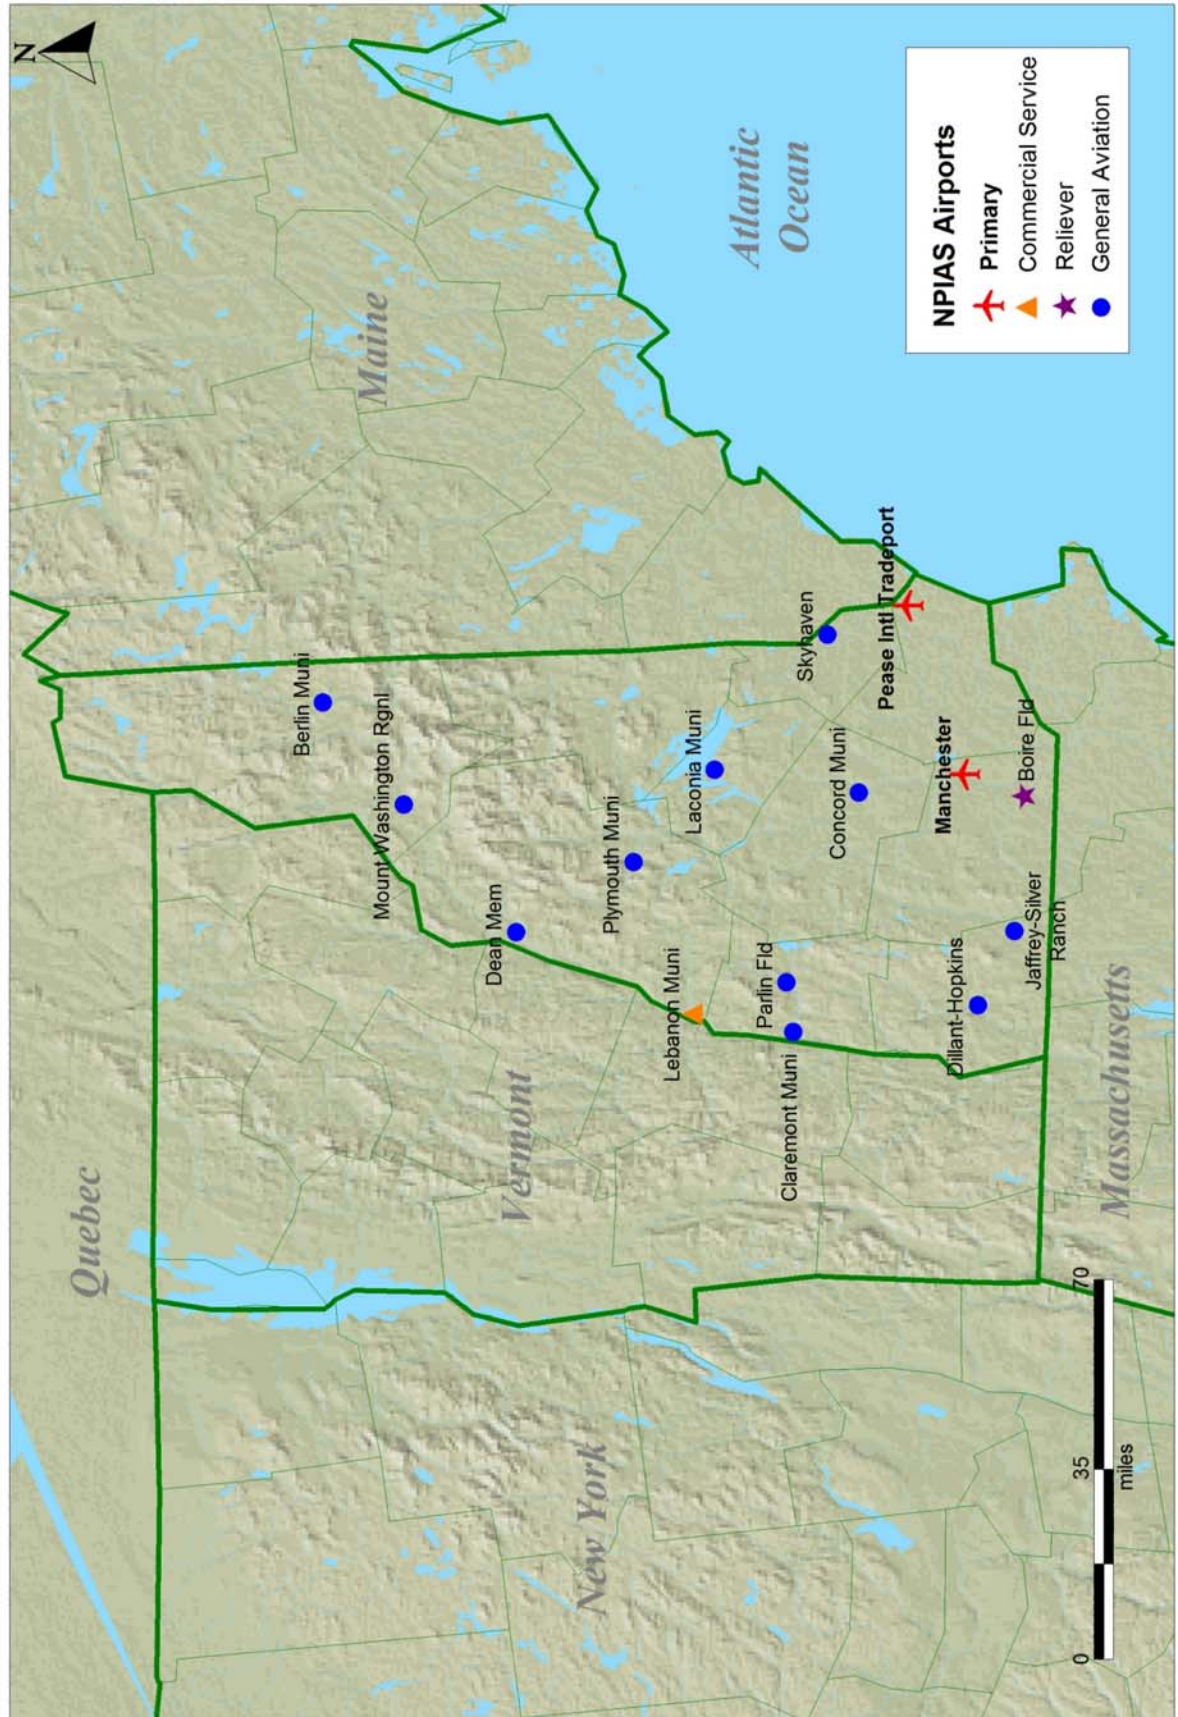 N
Quebec
Maine
Vermont
New York
Massachusetts
Atlantic
Ocean
Berlin Muni
Mount Washington Rgnl
Dean Mem
Plymouth Muni
Laconia Muni
Lebanon Muni
Parlin Fld
Claremont Muni
Skyhaven
Concord Muni
Pease Intl Tradeport
Manchester
Boire Fld
Dillant-Hopkins
Jaffrey-Silver
Ranch
0 35 70
miles
NPIAS Airports
Primary
Commercial Service
Reliever
General Aviation